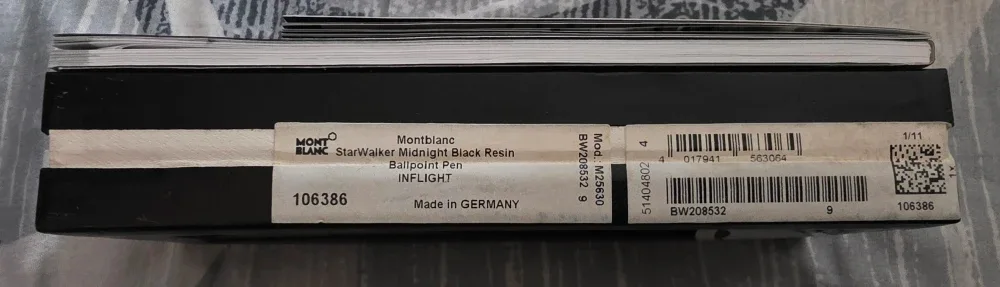 MONT
BLANC
Montblanc
StarWalker Midnight Black Resin
Ballpoint Pen
INFLIGHT
106386
Made in GERMANY
Mod.: M25630
BW208532 9
51404802 4
4 017941 563064
BW208532 9
1/11
106386